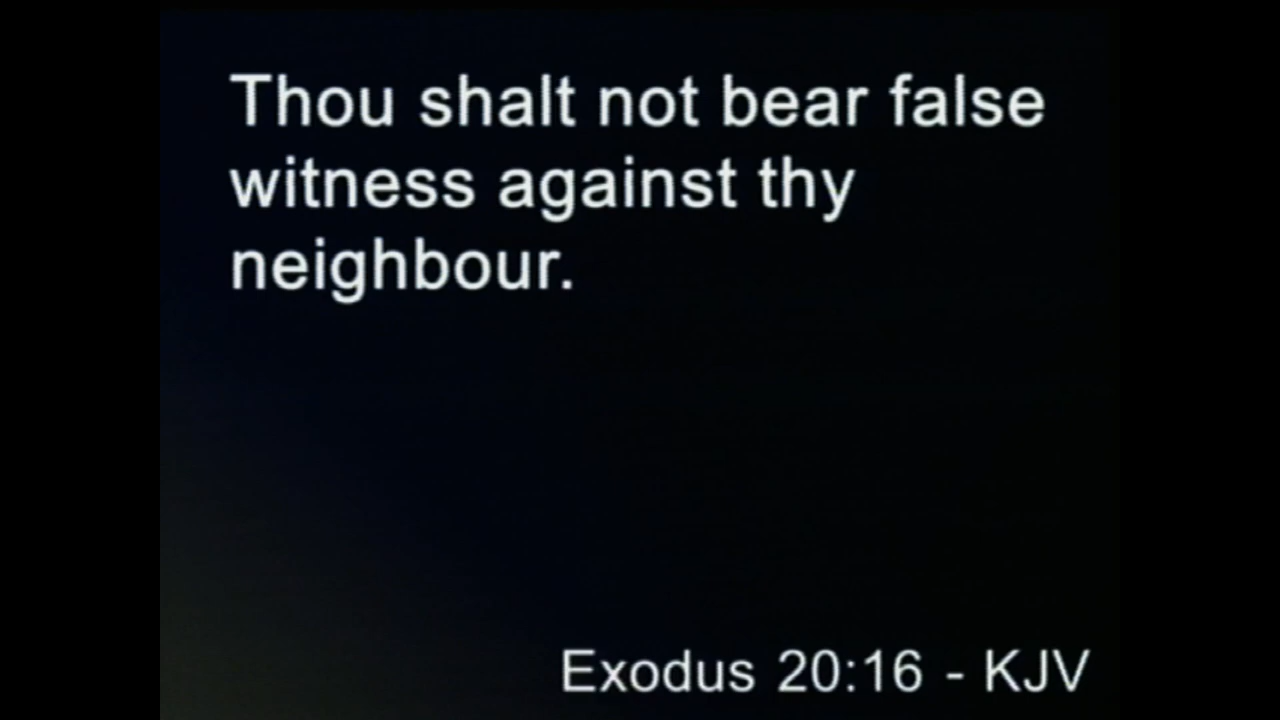 Thou shalt not bear false
witness against thy
neighbour.
Exodus 20:16 - KJV